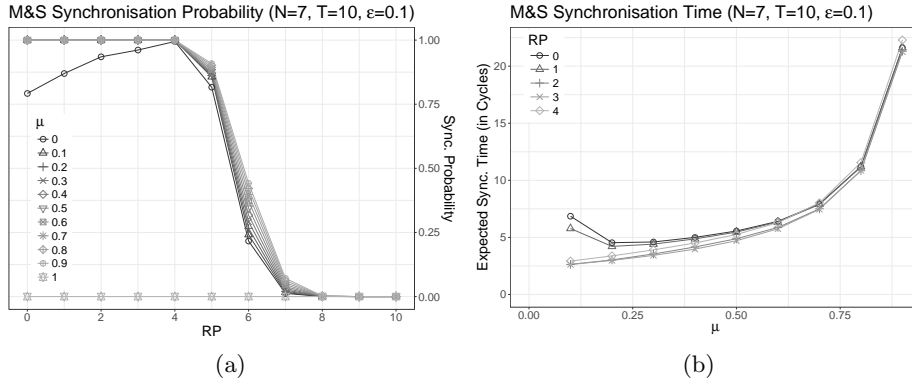 M&S Synchronisation Probability (N=7, T=10, ε=0.1)
μ
0
0.1
0.2
0.3
0.4
0.5
0.6
0.7
0.8
0.9
1
1.00
0.75
0.50
0.25
0.00
Sync. Probability
0 2 4 6 8 10
RP
(a)
M&S Synchronisation Time (N=7, T=10, ε=0.1)
RP
0
1
2
3
4
20
15
10
5
0
Expected Sync. Time (in Cycles)
0.00 0.25 0.50 0.75
μ
(b)